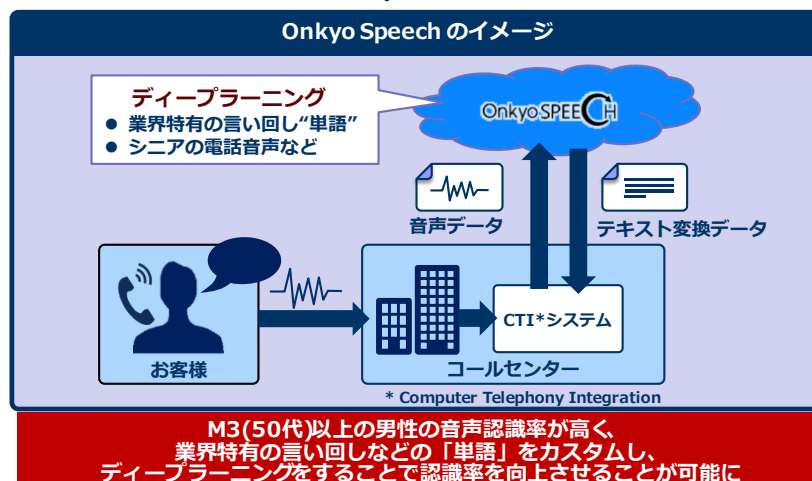 Onkyo Speech のイメージ
ディープラーニング
● 業界特有の言い回し“単語”
● シニアの電話音声など
OnkyoSPEECH
音声データ
テキスト変換データ
CTI*システム
お客様
コールセンター
* Computer Telephony Integration
M3(50代)以上の男性の音声認識率が高く、
業界特有の言い回しなどの「単語」をカスタムし、
ディープラーニングをすることで認識率を向上させることが可能に